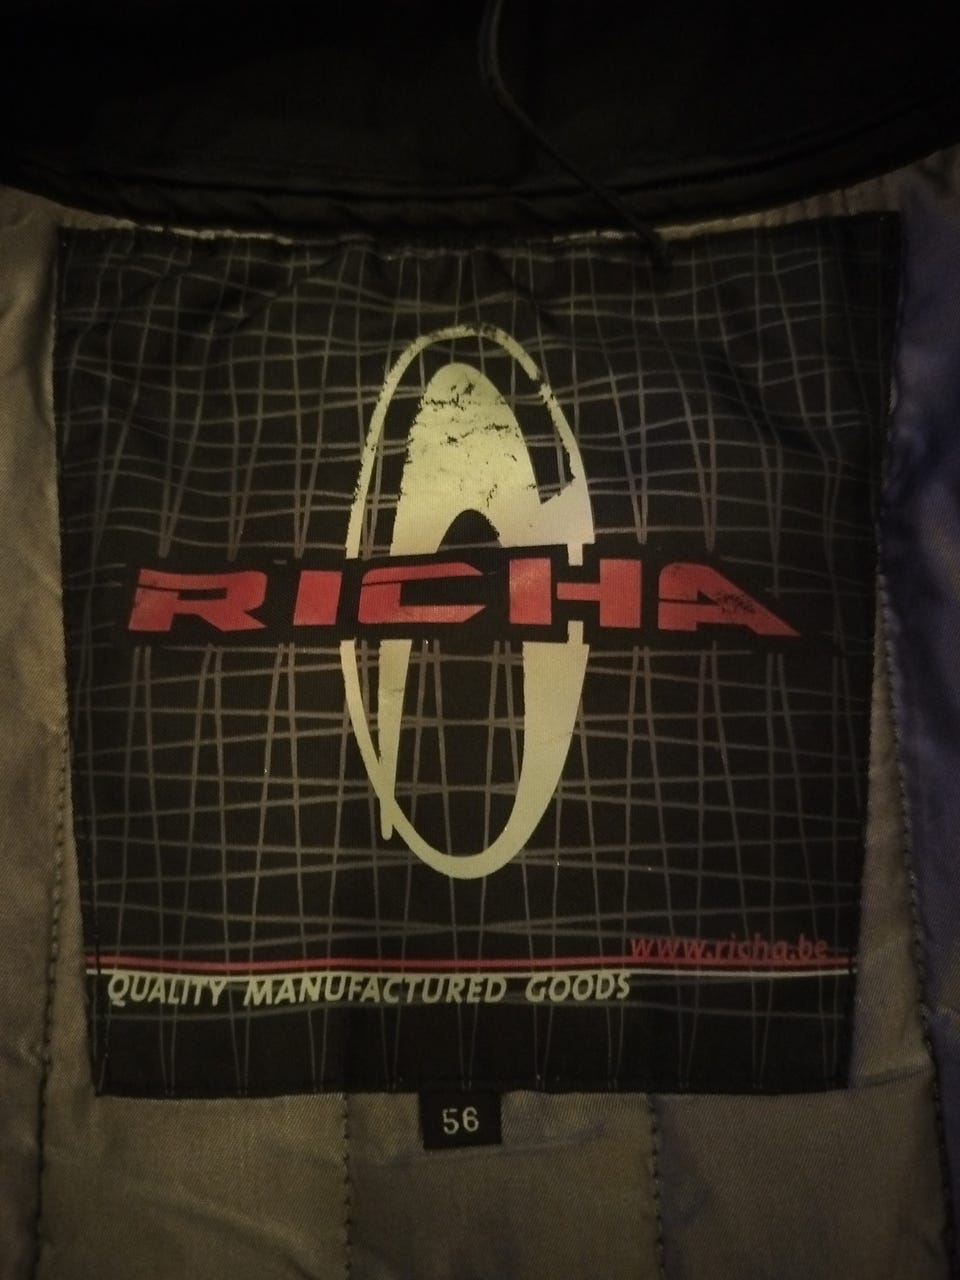 RICHA
www.richa.be
QUALITY MANUFACTURED GOODS
56